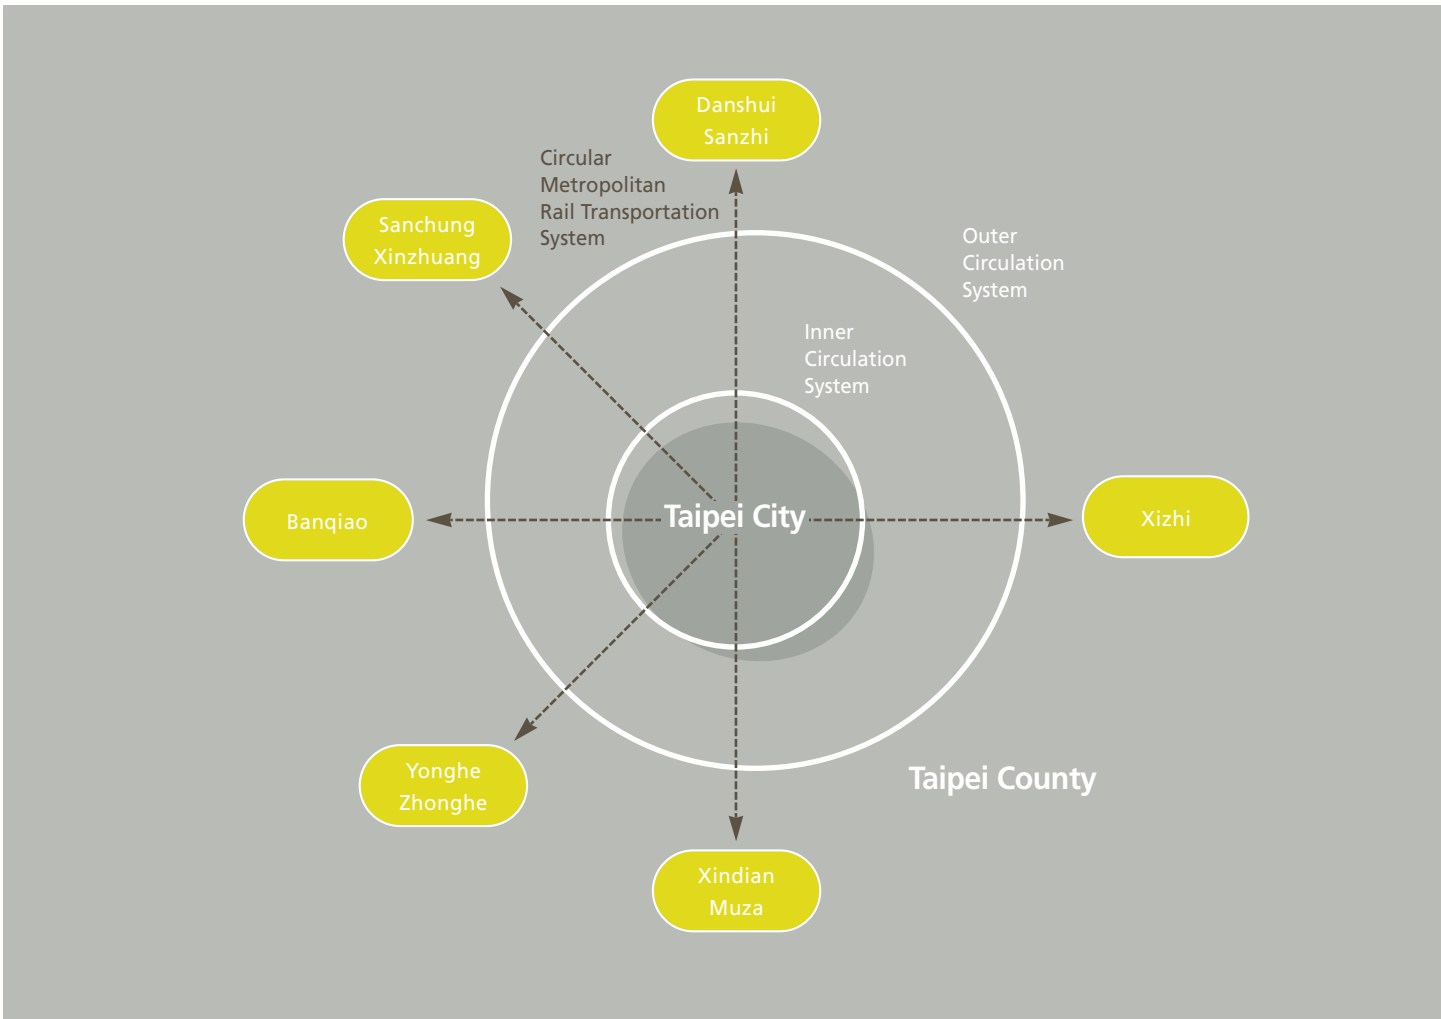 Danshui
Sanzhi
Circular
Metropolitan
Rail Transportation
System
Sanchung
Xinzhuang
Outer
Circulation
System
Inner
Circulation
System
Banqiao
Taipei City
Xizhi
Yonghe
Zhonghe
Taipei County
Xindian
Muza